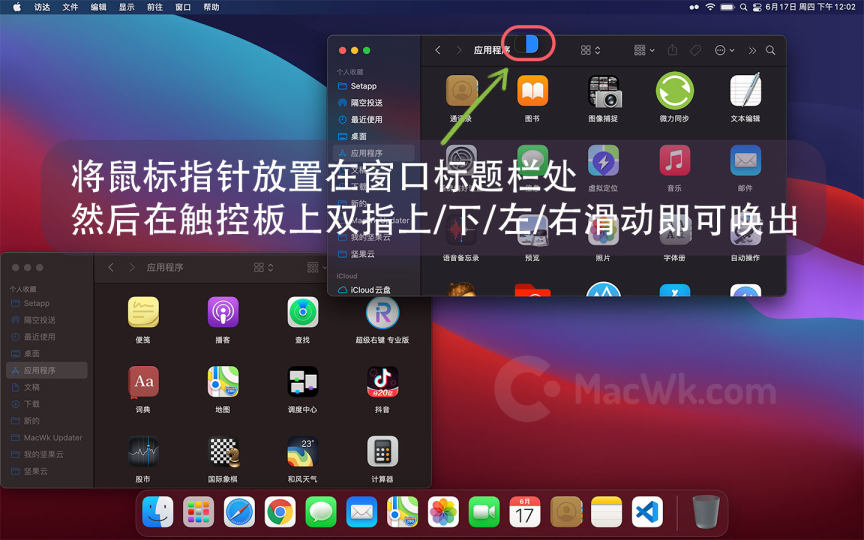 访达 文件 编辑 显示 前往 窗口 帮助
6月17日 周四 下午12:02
应用程序
个人收藏
Setapp
隔空投送
最近使用
桌面
应用程序
通讯录 图书 图像捕捉 微力同步 文本编辑
将鼠标指针放置在窗口标题栏处
虚拟定位 音乐 邮件
然后在触控板上双指上/下/左/右滑动即可唤出
我的坚果云
坚果云
语音备忘录 预览 照片 字体册 自动操作
iCloud
iCloud云盘
应用程序
个人收藏
Setapp
隔空投送
最近使用
桌面
应用程序
文稿
下载
新的
MacWk Updater
我的坚果云
坚果云
便笺 播客 查找 超级右键 专业版
Aa
词典 地图 调度中心 抖音
23°
股市 国际象棋 和风天气 计算器
MacWk.com
6月
17